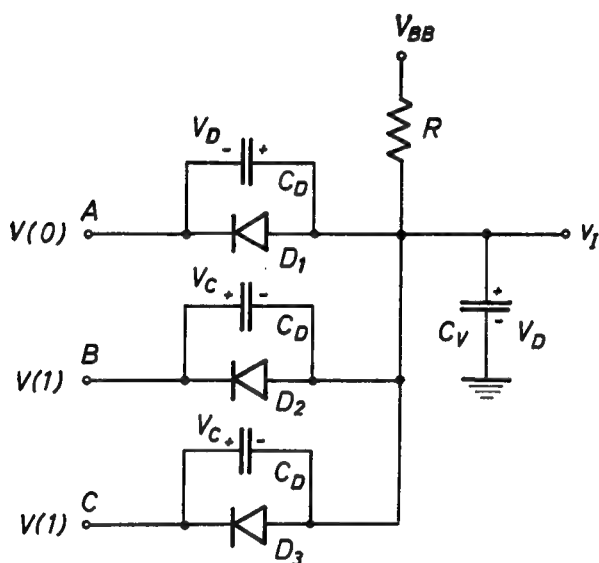 V_BB
R
V_D - +
C_D
A
V(0)
D_1
v_I
V_C + -
C_D
B
V(1)
D_2
+
-
C_V
V_D
V_C + -
C_D
C
V(1)
D_3